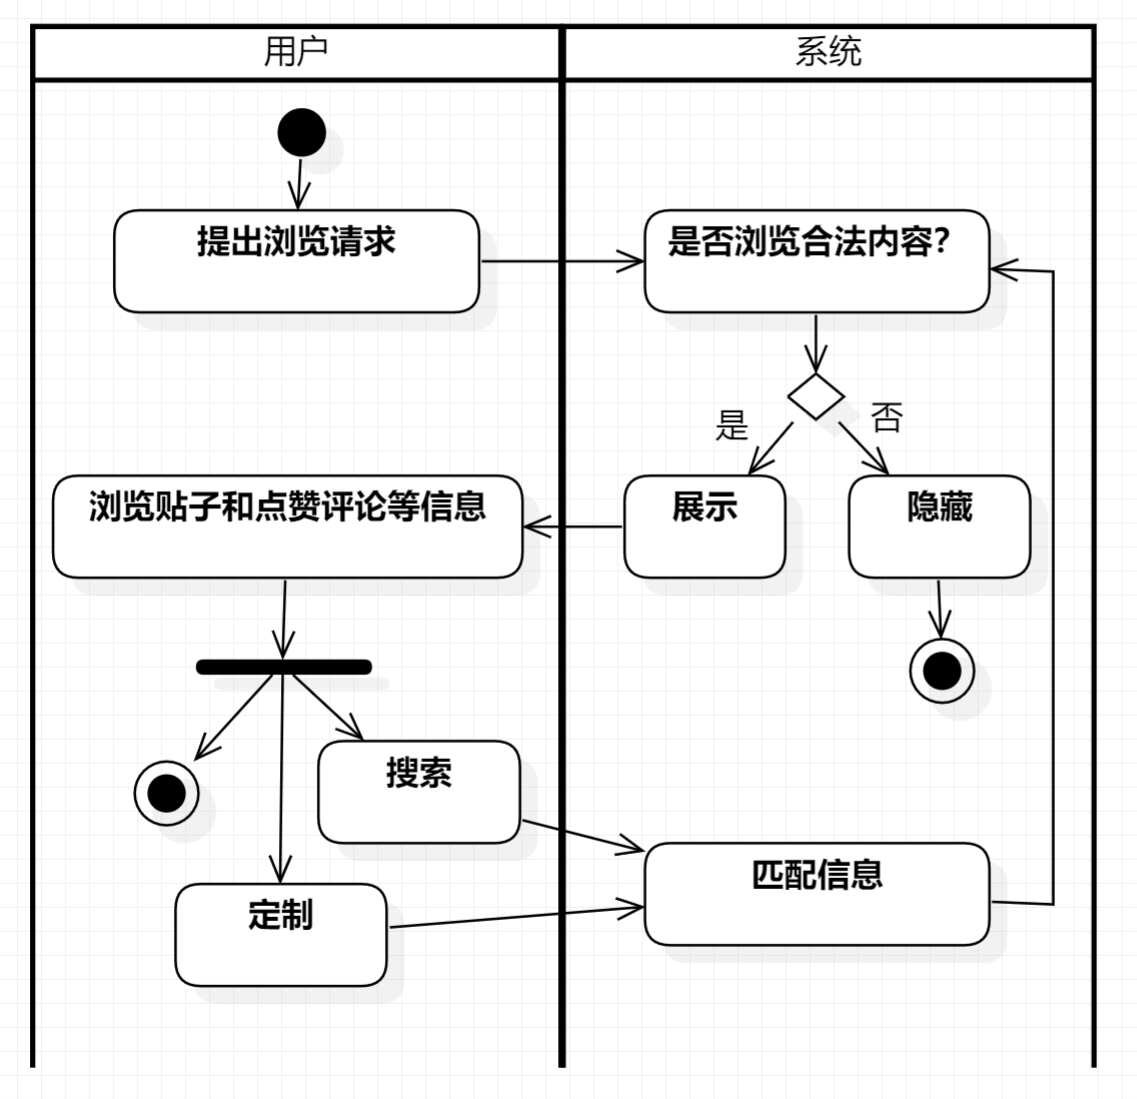 用户
系统
提出浏览请求
是否浏览合法内容？
是
否
浏览贴子和点赞评论等信息
展示
隐藏
搜索
定制
匹配信息